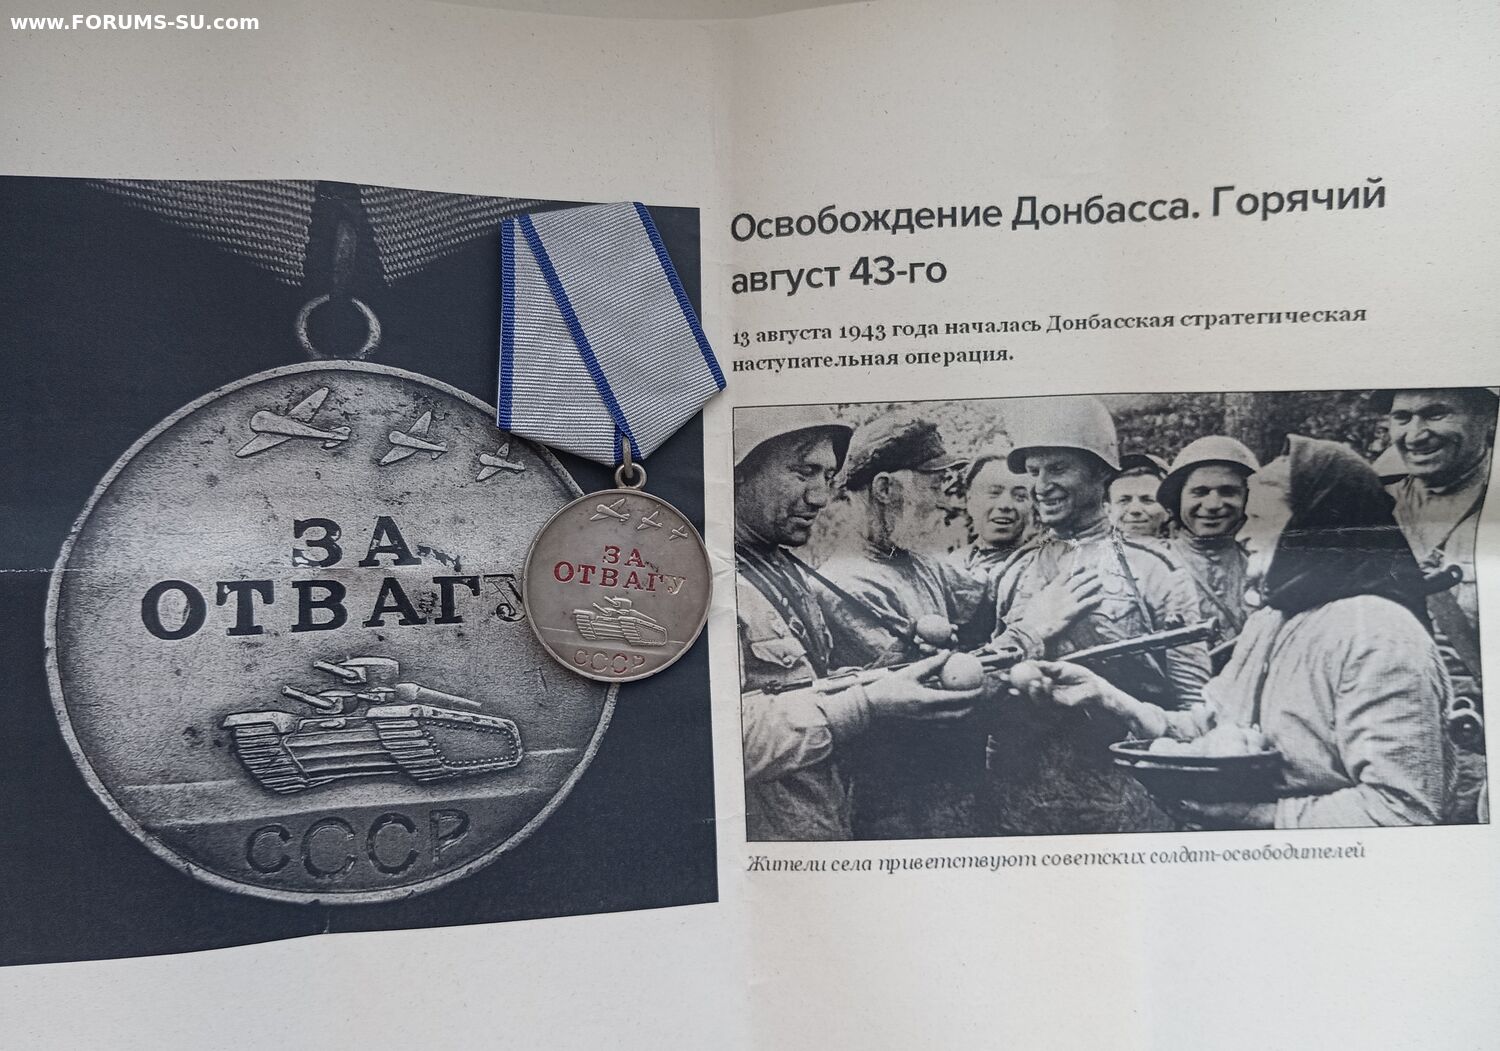 www.FORUMS-SU.com
ЗА
ОТВАГУ
СССР
ЗА
ОТВАГУ
СССР
Освобождение Донбасса. Горячий
август 43-го
13 августа 1943 года началась Донбасская стратегическая
наступательная операция.
Жители села приветствуют советских солдат-освободителей